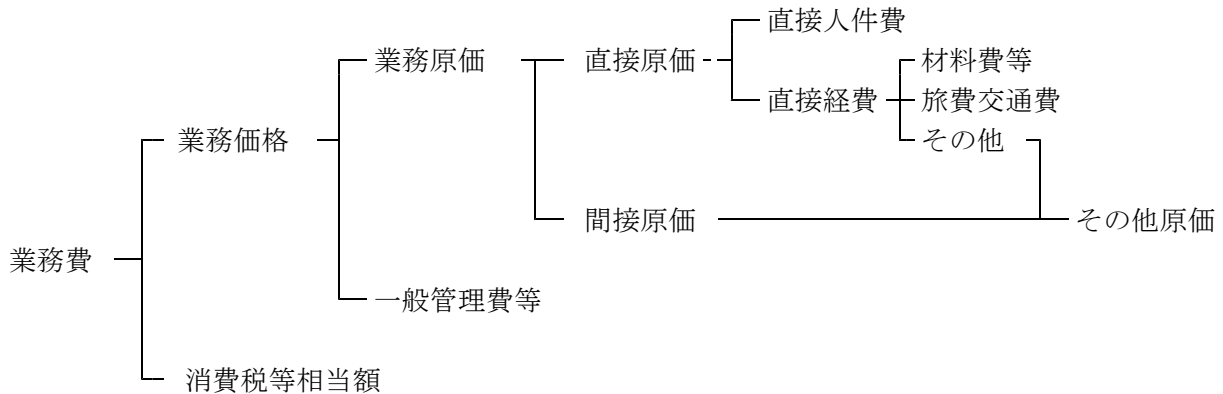 直接人件費
業務原価 直接原価 材料費等
直接経費 旅費交通費
業務価格 その他
間接原価 その他原価
業務費
一般管理費等
消費税等相当額